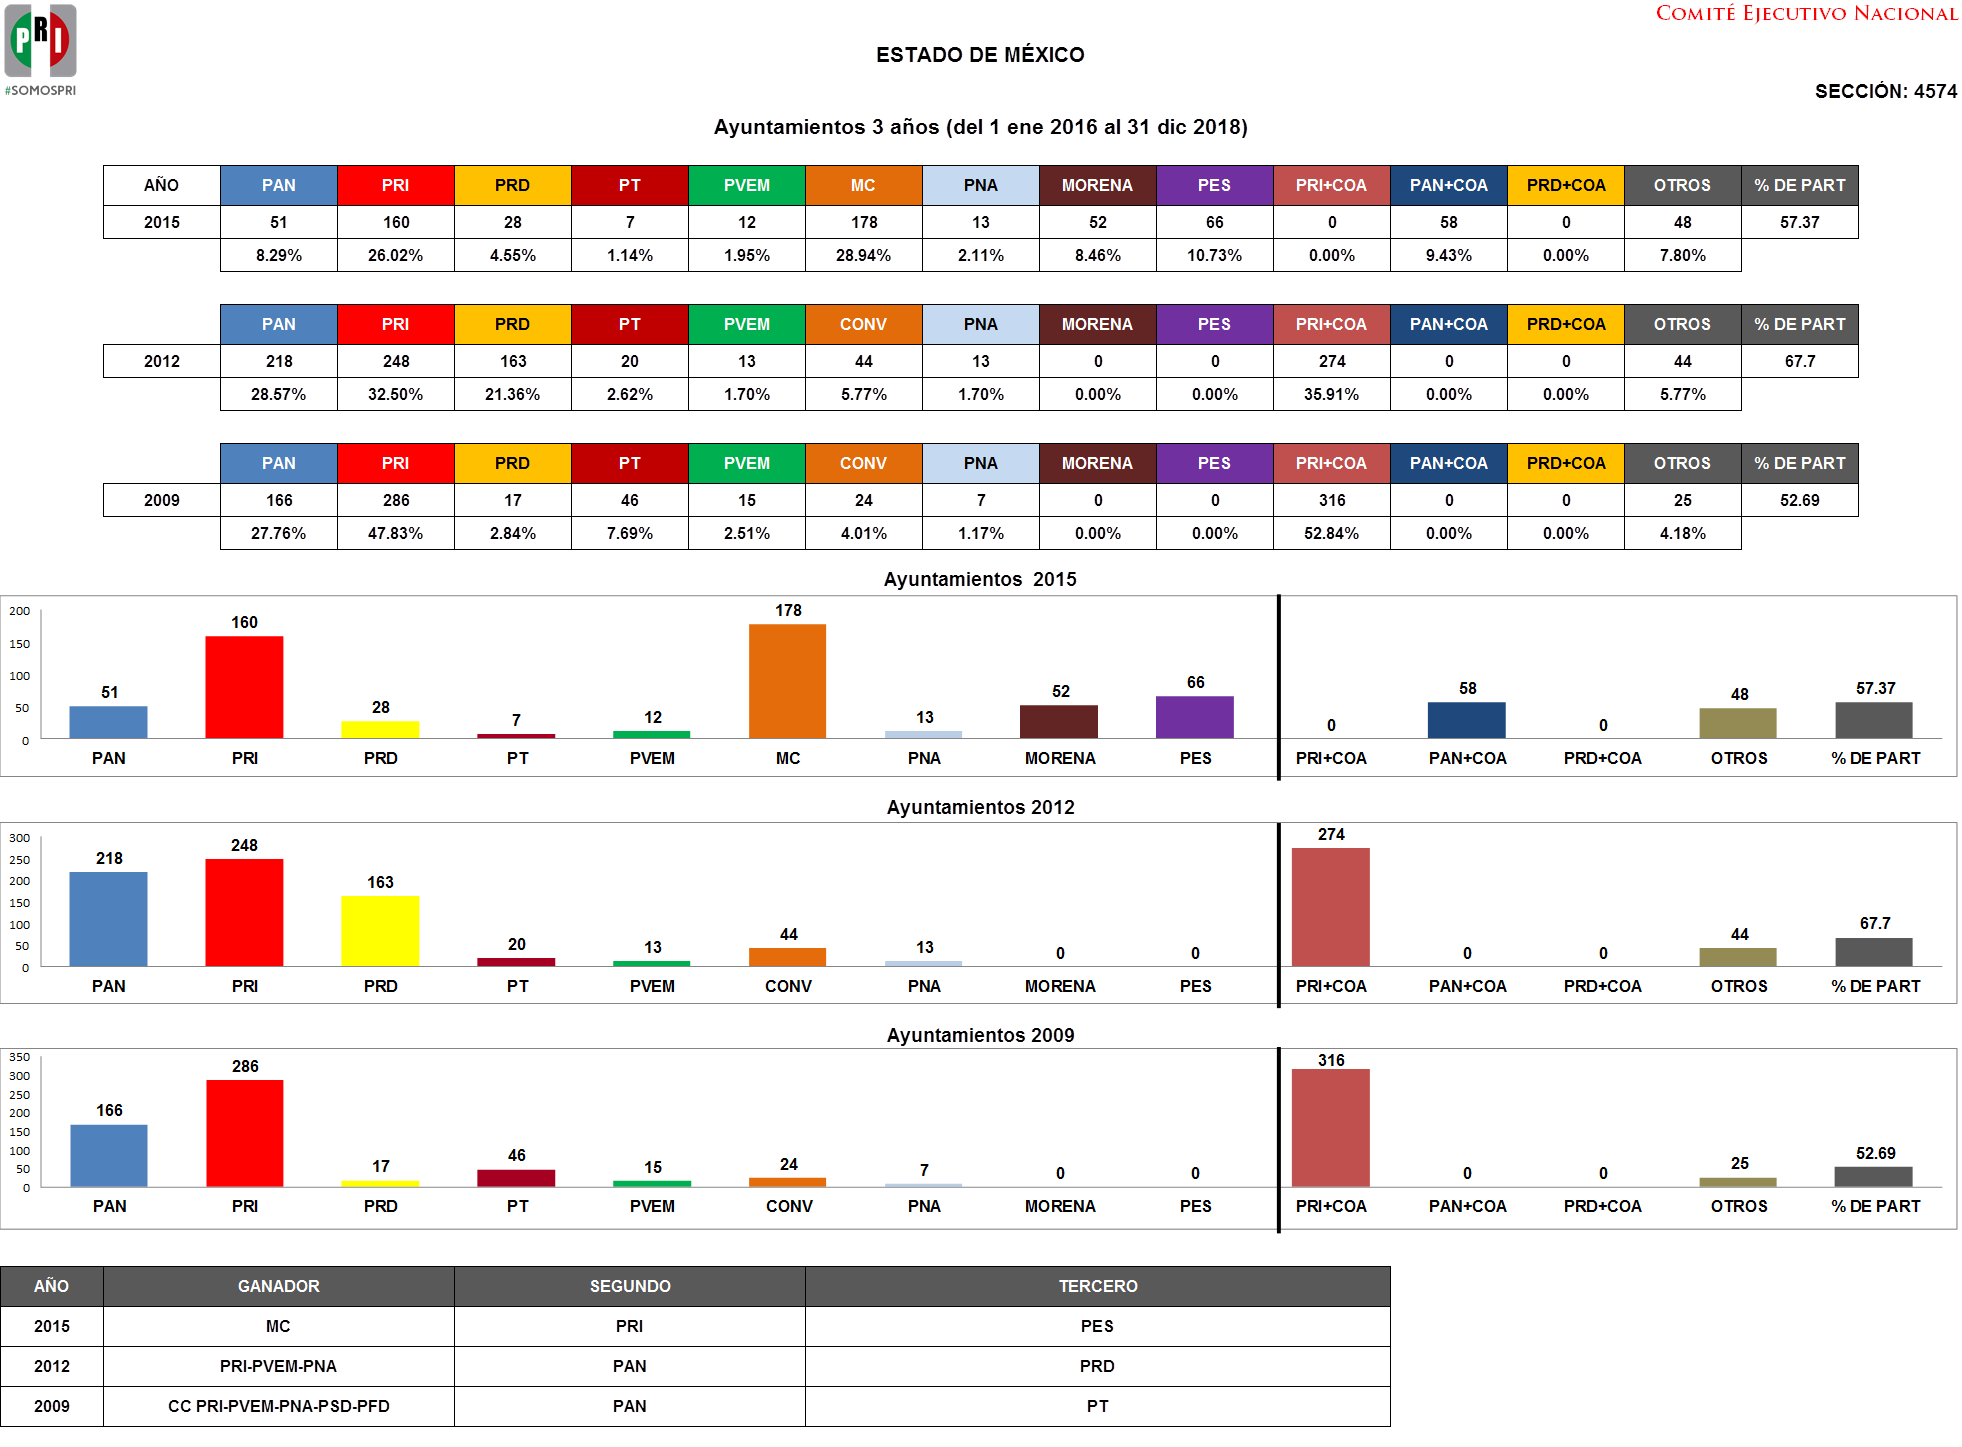 PRI
#SOMOSPRI
COMITÉ EJECUTIVO NACIONAL
ESTADO DE MÉXICO
SECCIÓN: 4574
Ayuntamientos 3 años (del 1 ene 2016 al 31 dic 2018)
AÑO PAN PRI PRD PT PVEM MC PNA MORENA PES PRI+COA PAN+COA PRD+COA OTROS % DE PART
2015 51 160 28 7 12 178 13 52 66 0 58 0 48 57.37
8.29% 26.02% 4.55% 1.14% 1.95% 28.94% 2.11% 8.46% 10.73% 0.00% 9.43% 0.00% 7.80%
PAN PRI PRD PT PVEM CONV PNA MORENA PES PRI+COA PAN+COA PRD+COA OTROS % DE PART
2012 218 248 163 20 13 44 13 0 0 274 0 0 44 67.7
28.57% 32.50% 21.36% 2.62% 1.70% 5.77% 1.70% 0.00% 0.00% 35.91% 0.00% 0.00% 5.77%
PAN PRI PRD PT PVEM CONV PNA MORENA PES PRI+COA PAN+COA PRD+COA OTROS % DE PART
2009 166 286 17 46 15 24 7 0 0 316 0 0 25 52.69
27.76% 47.83% 2.84% 7.69% 2.51% 4.01% 1.17% 0.00% 0.00% 52.84% 0.00% 0.00% 4.18%
Ayuntamientos 2015
200
150
100
50
0
51 160 28 7 12 178 13 52 66 0 58 0 48 57.37
PAN PRI PRD PT PVEM MC PNA MORENA PES PRI+COA PAN+COA PRD+COA OTROS % DE PART
Ayuntamientos 2012
300
250
200
150
100
50
0
218 248 163 20 13 44 13 0 0 274 0 0 44 67.7
PAN PRI PRD PT PVEM CONV PNA MORENA PES PRI+COA PAN+COA PRD+COA OTROS % DE PART
Ayuntamientos 2009
350
300
250
200
150
100
50
0
166 286 17 46 15 24 7 0 0 316 0 0 25 52.69
PAN PRI PRD PT PVEM CONV PNA MORENA PES PRI+COA PAN+COA PRD+COA OTROS % DE PART
AÑO GANADOR SEGUNDO TERCERO
2015 MC PRI PES
2012 PRI-PVEM-PNA PAN PRD
2009 CC PRI-PVEM-PNA-PSD-PFD PAN PT